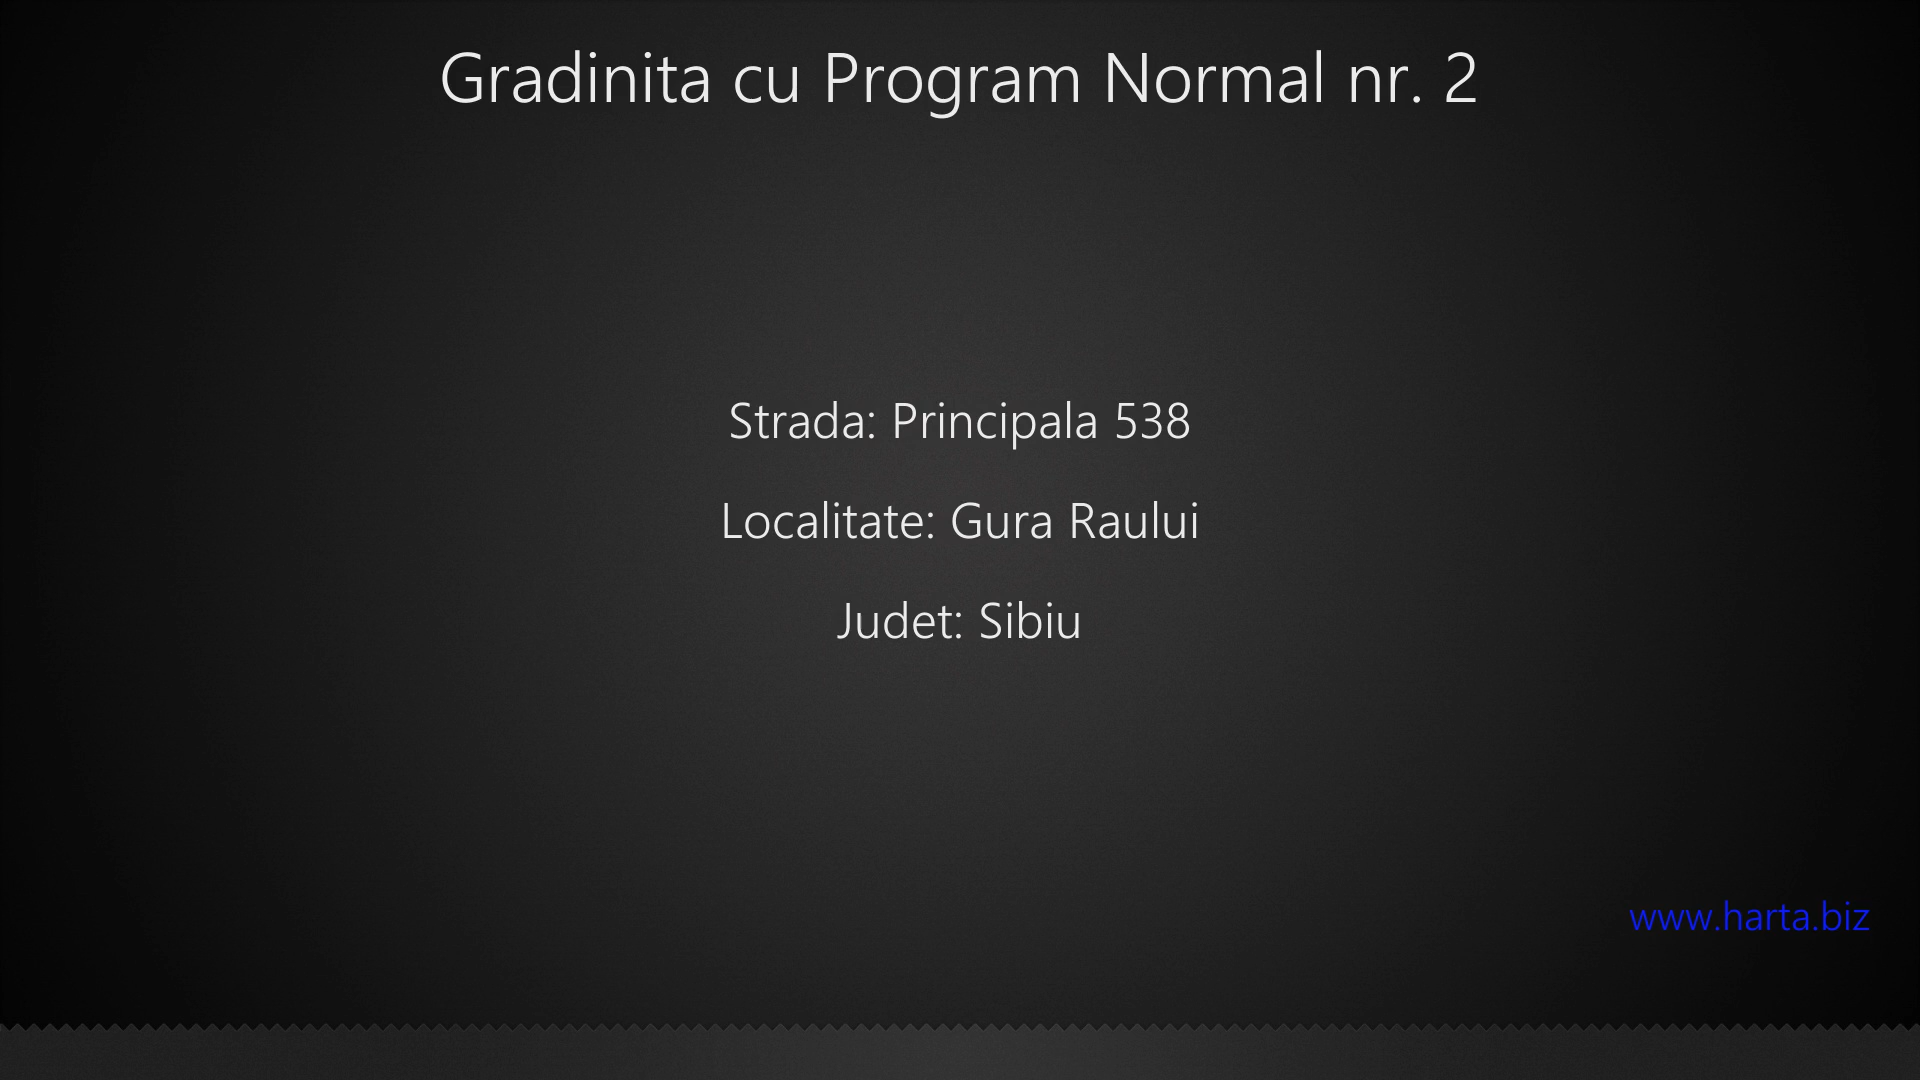 Gradinita cu Program Normal nr. 2
Strada: Principala 538
Localitate: Gura Raului
Judet: Sibiu
www.harta.biz